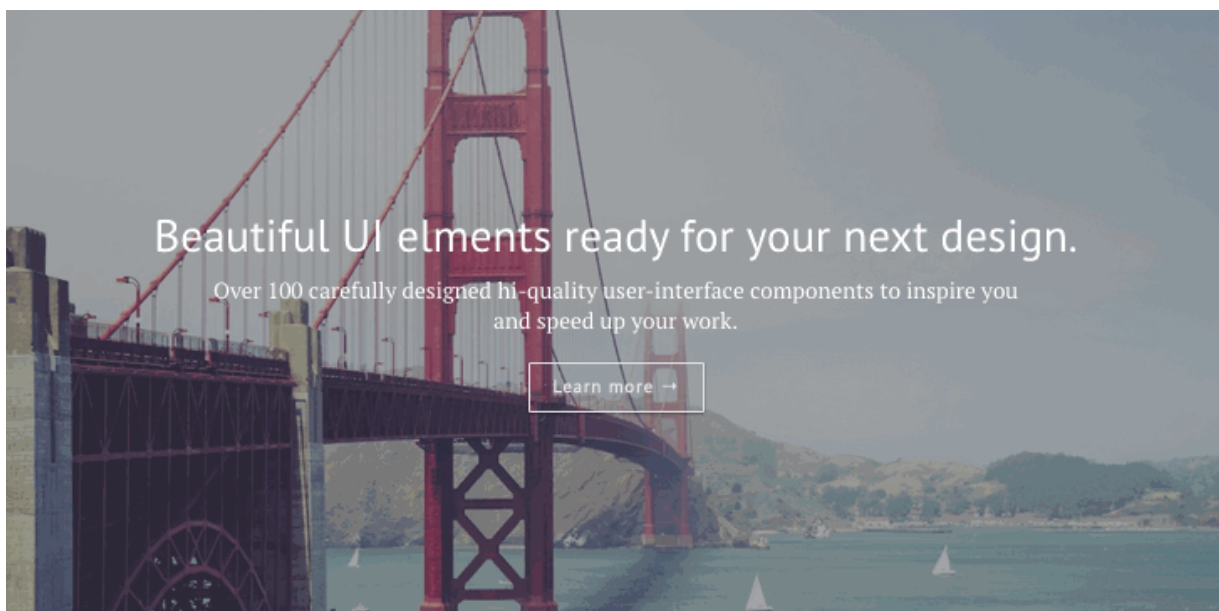 Beautiful UI elments ready for your next design.
Over 100 carefully designed hi-quality user-interface components to inspire you
and speed up your work.
Learn more →